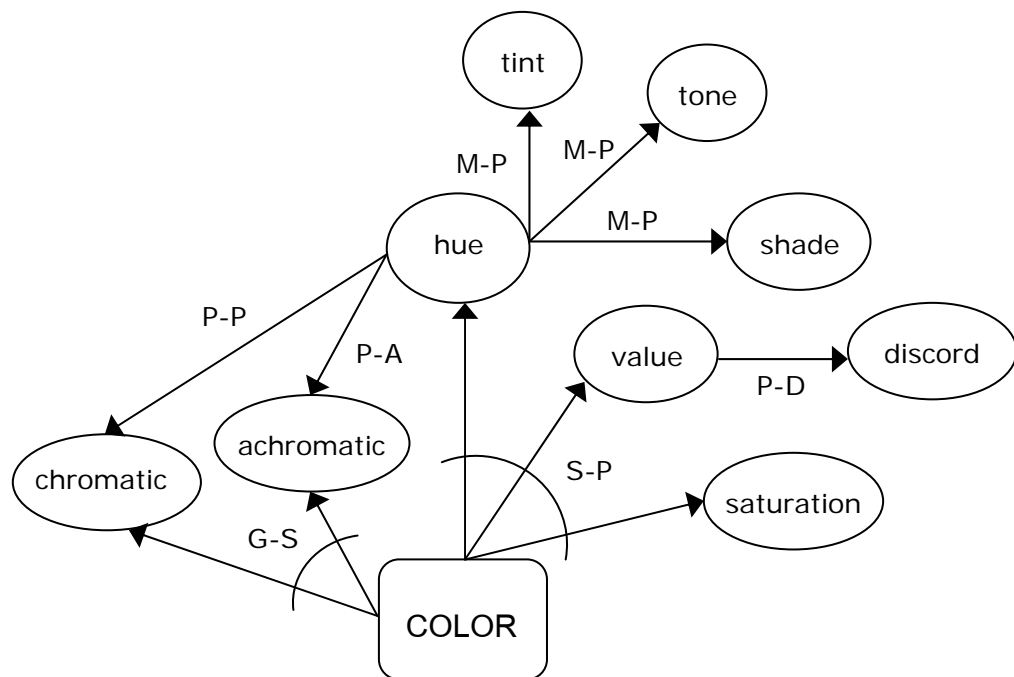 tint
tone
M-P
M-P
M-P
hue
shade
P-P
P-A
value
discord
P-D
achromatic
chromatic
S-P
saturation
G-S
COLOR